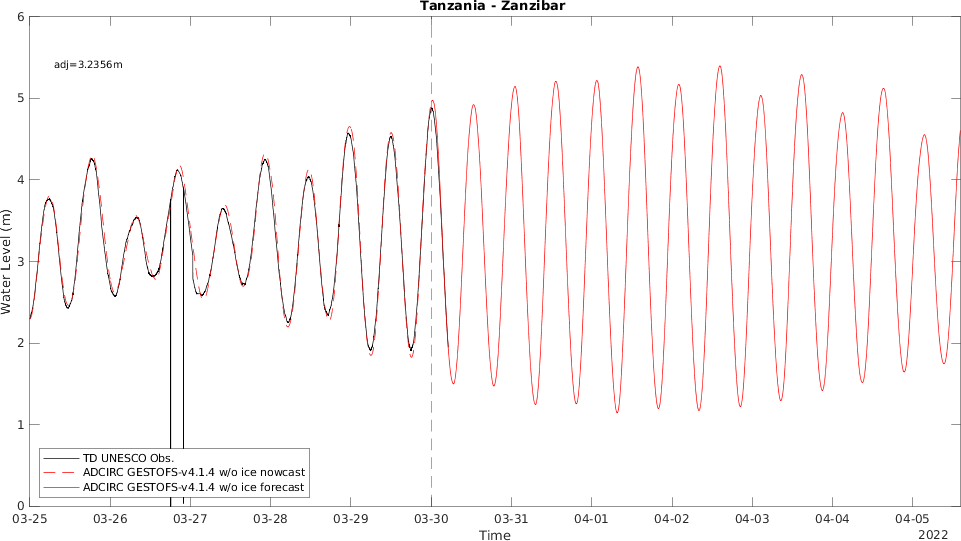 Tanzania - Zanzibar
adj=3.2356m
Water Level (m)
6
5
4
3
2
1
0
TD UNESCO Obs.
ADCIRC GESTOFS-v4.1.4 w/o ice nowcast
ADCIRC GESTOFS-v4.1.4 w/o ice forecast
03-25 03-26 03-27 03-28 03-29 03-30 03-31 04-01 04-02 04-03 04-04 04-05
Time
2022